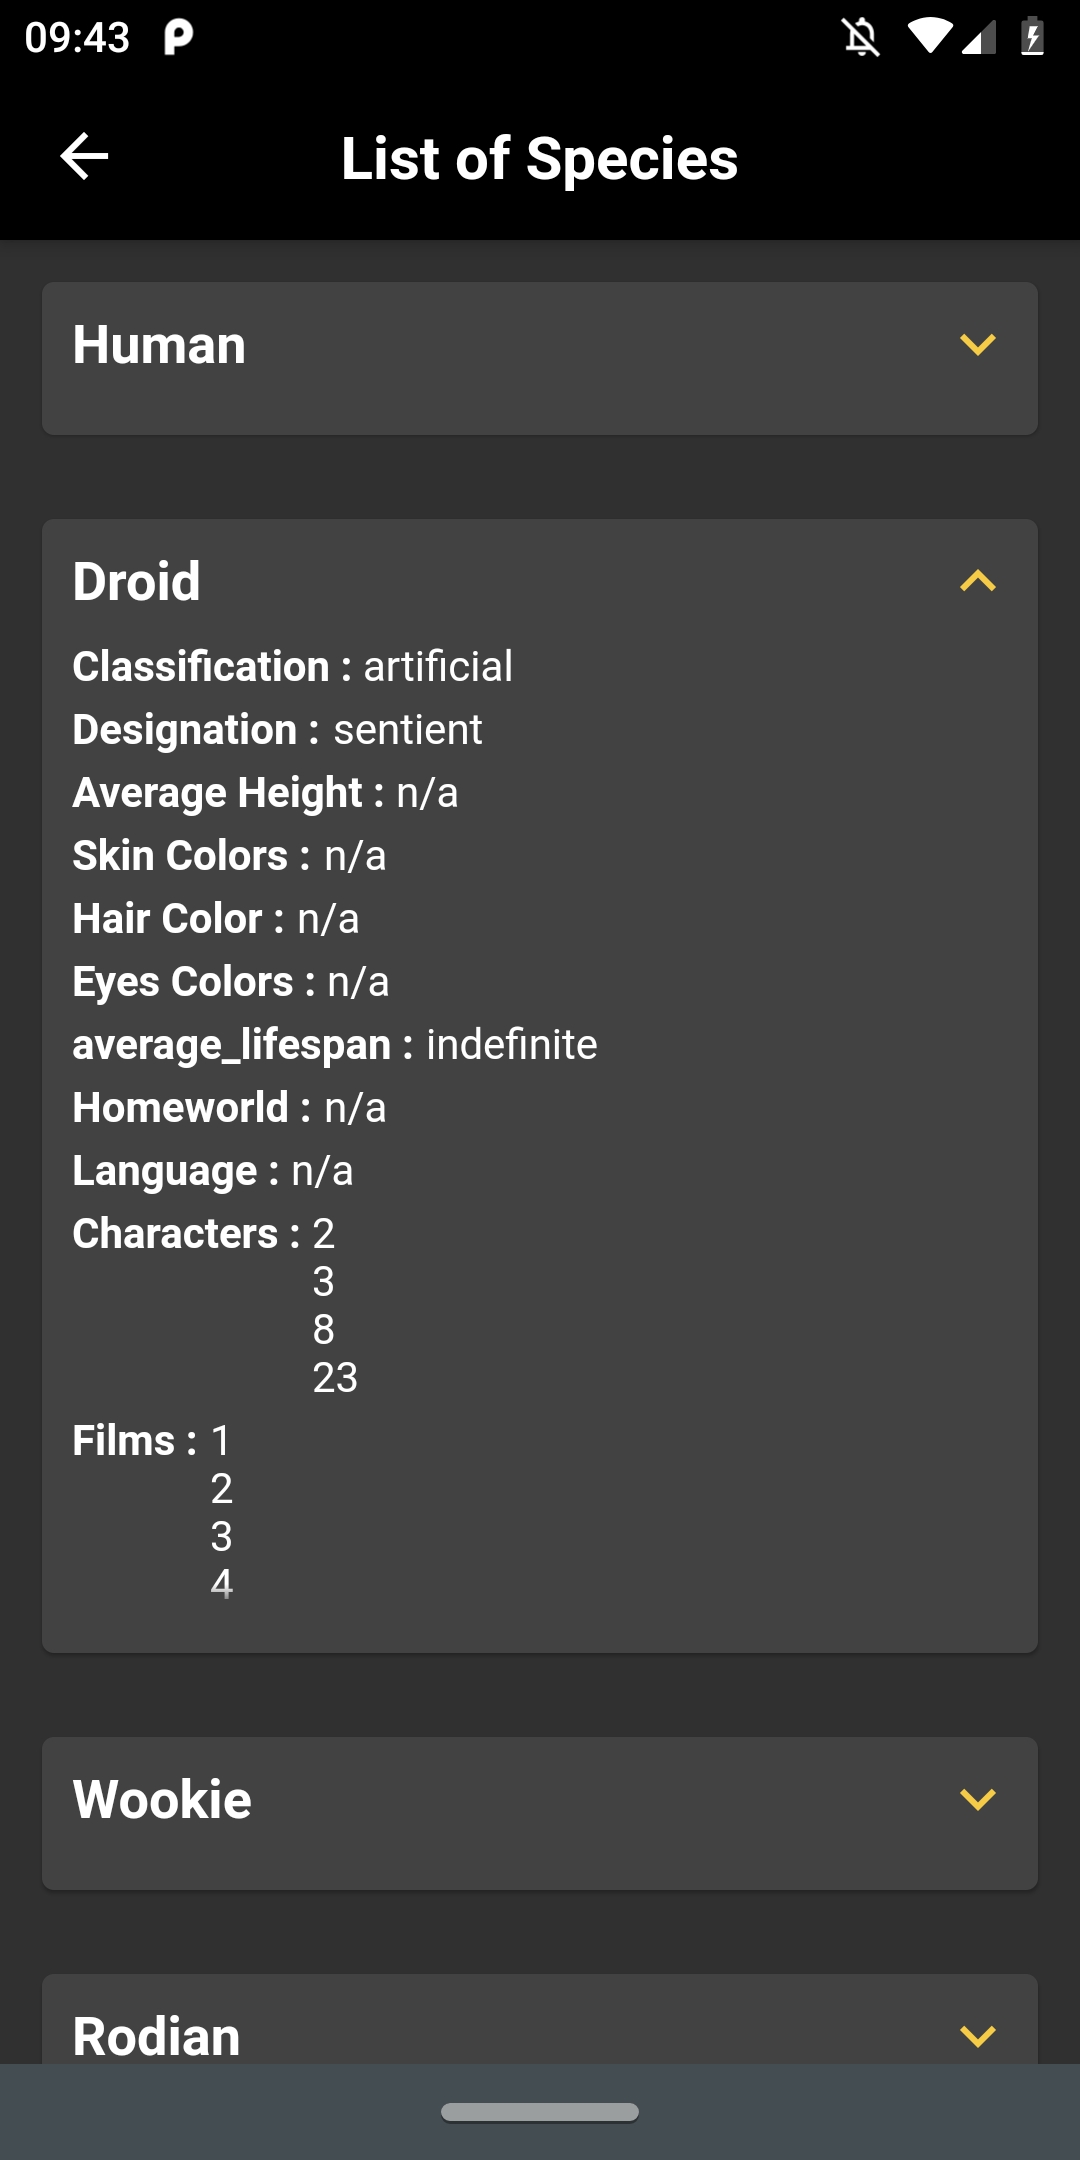 09:43
List of Species
Human
Droid
Classification : artificial
Designation : sentient
Average Height : n/a
Skin Colors : n/a
Hair Color : n/a
Eyes Colors : n/a
average_lifespan : indefinite
Homeworld : n/a
Language : n/a
Characters : 2
3
8
23
Films : 1
2
3
4
Wookie
Rodian